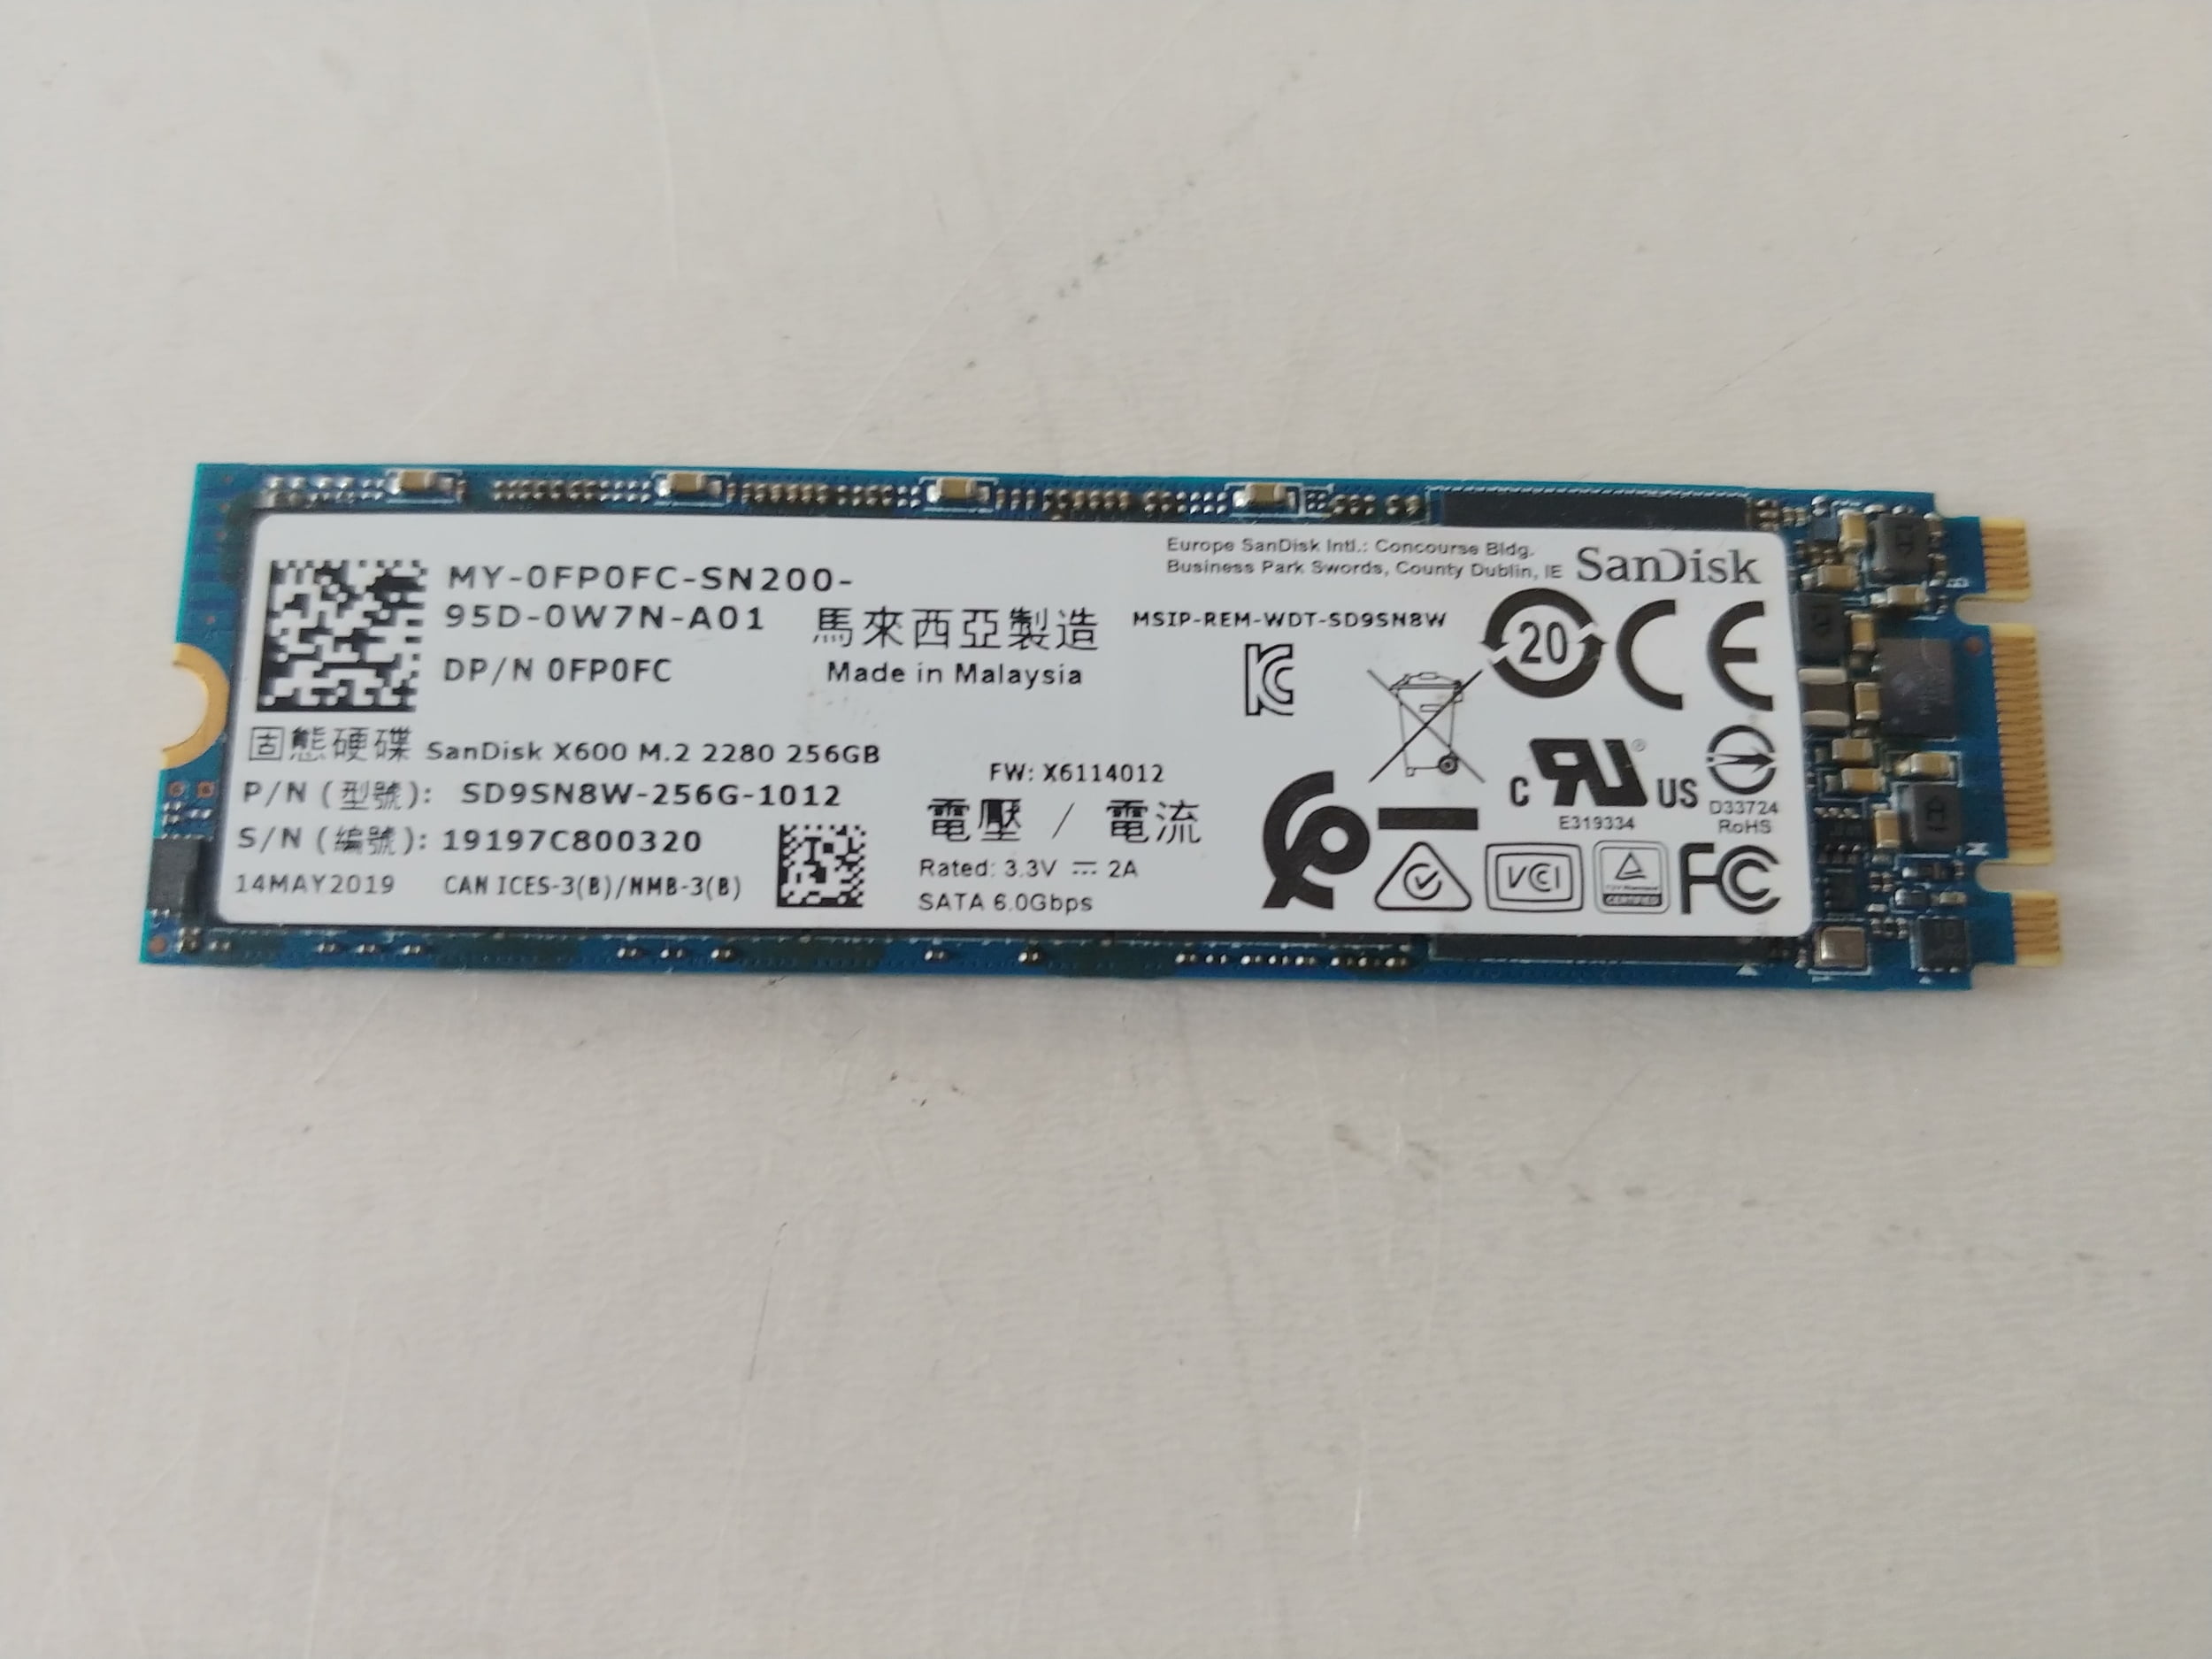 MY-0FP0FC-SN200-
95D-0W7N-A01
DP/N 0FP0FC
馬來西亞製造
Made in Malaysia
Europe SanDisk Intl.: Concourse Bldg.
Business Park Swords, County Dublin, IE
SanDisk
MSIP-REM-WDT-SD9SN8W
20
CE
固態硬碟 SanDisk X600 M.2 2280 256GB
P/N (型號): SD9SN8W-256G-1012
S/N (編號): 19197C800320
14MAY2019 CAN ICES-3(B)/NMB-3(B)
FW: X6114012
電壓 / 電流
Rated: 3.3V ⎓ 2A
SATA 6.0Gbps
C RU ® US
E319334
D33724
RoHS
VCI
CERTIFIED
FC